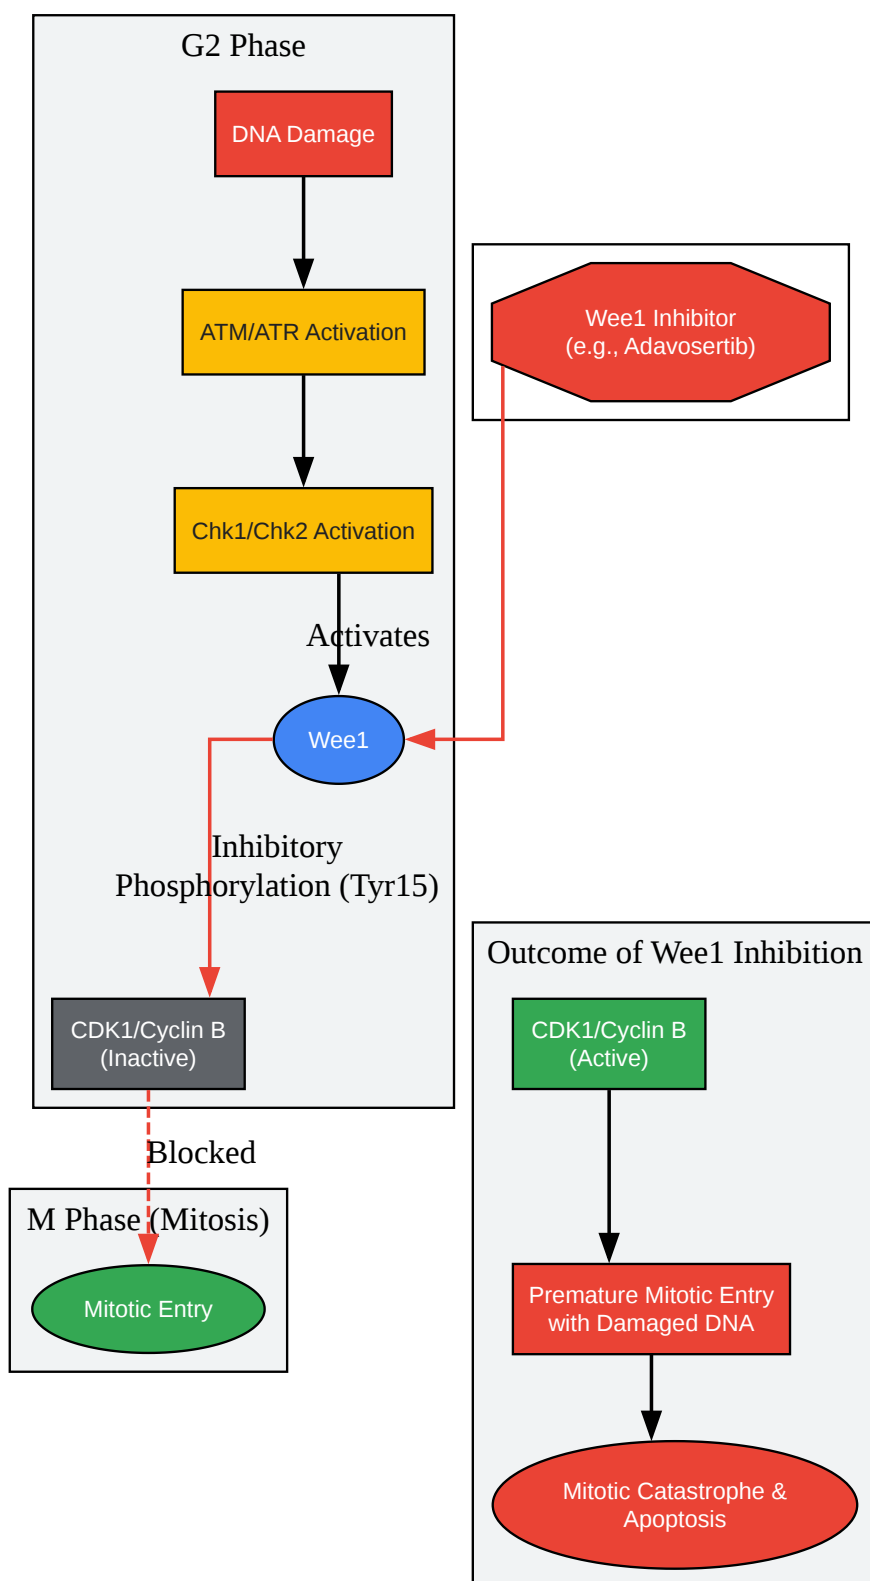 G2 Phase
DNA Damage
ATM/ATR Activation
Wee1 Inhibitor
(e.g., Adavosertib)
Chk1/Chk2 Activation
Activates
Wee1
Inhibitory
Phosphorylation (Tyr15)
CDK1/Cyclin B
(Inactive)
Blocked
M Phase (Mitosis)
Mitotic Entry
Outcome of Wee1 Inhibition
CDK1/Cyclin B
(Active)
Premature Mitotic Entry
with Damaged DNA
Mitotic Catastrophe &
Apoptosis